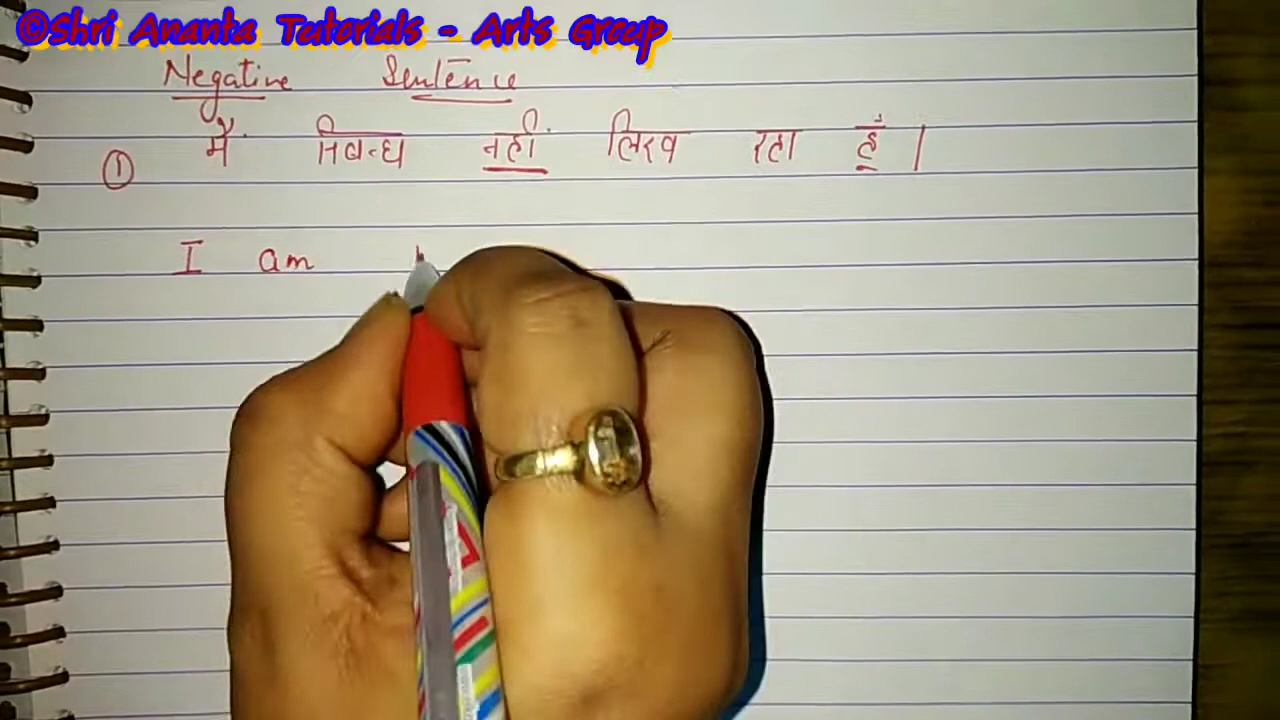 ©Shri Ananta Tutorials - Arts Group
Negative Sentence
① मैं निबन्ध नहीं लिख रहा हूँ |
I am